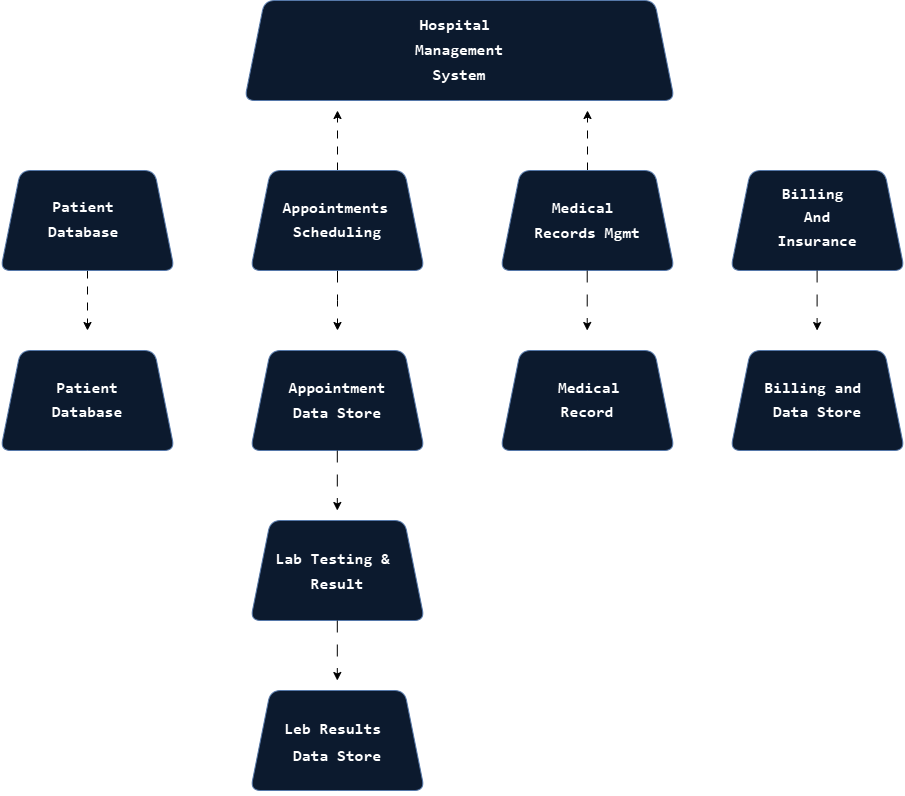 Hospital
Management
System
Patient
Database
Appointments
Scheduling
Medical
Records Mgmt
Billing
And
Insurance
Patient
Database
Appointment
Data Store
Medical
Record
Billing and
Data Store
Lab Testing &
Result
Leb Results
Data Store